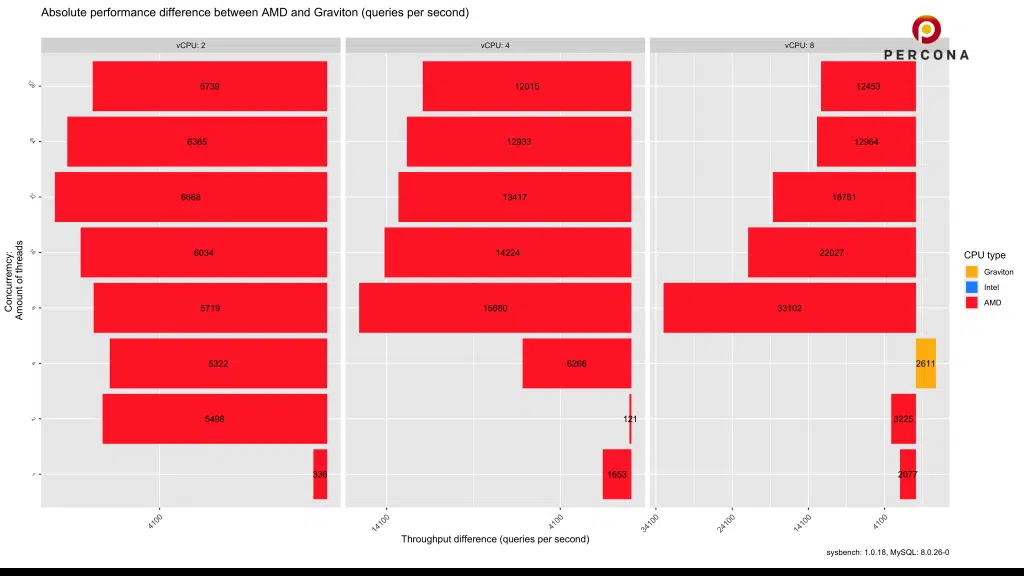 Absolute performance difference between AMD and Graviton (queries per second)
PERCONA
vCPU: 2
vCPU: 4
vCPU: 8
5739
12015
12453
6365
12933
12964
6668
13417
18761
6034
14224
22027
5719
15680
33102
5322
6266
2611
5498
121
3225
336
1653
2077
Concurremcy:
Amount of threads
CPU type
Graviton
Intel
AMD
4100
14100
4100
34100
24100
14100
4100
Throughput difference (queries per second)
sysbench: 1.0.18, MySQL: 8.0.26-0